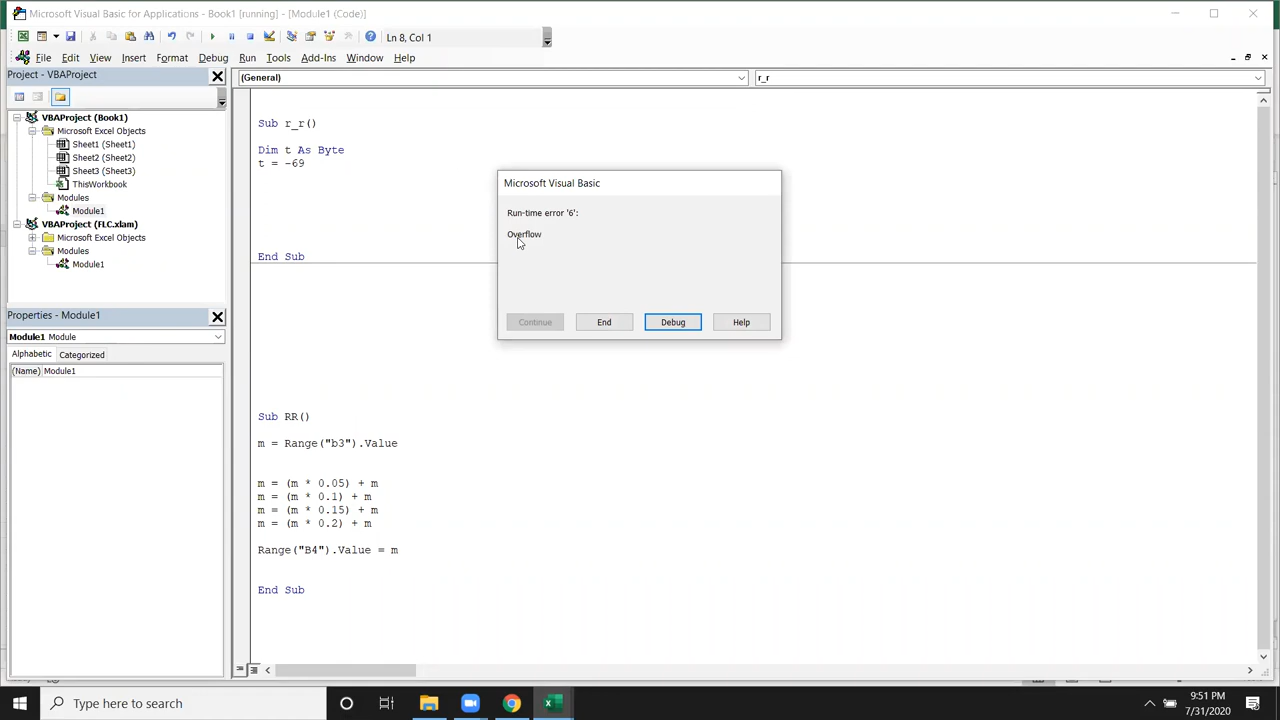 Microsoft Visual Basic for Applications - Book1 [running] - [Module1 (Code)]
Ln 8, Col 1
File Edit View Insert Format Debug Run Tools Add-Ins Window Help
Project - VBAProject
(General)
r_r
VBAProject (Book1)
Microsoft Excel Objects
Sheet1 (Sheet1)
Sheet2 (Sheet2)
Sheet3 (Sheet3)
ThisWorkbook
Modules
Module1
VBAProject (FLC.xlam)
Microsoft Excel Objects
Modules
Module1
Properties - Module1
Module1 Module
Alphabetic Categorized
(Name) Module1
Sub r_r()
Dim t As Byte
t = -69
End Sub
Microsoft Visual Basic
Run-time error '6':
Overflow
Continue End Debug Help
Sub RR()
m = Range("b3").Value
m = (m * 0.05) + m
m = (m * 0.1) + m
m = (m * 0.15) + m
m = (m * 0.2) + m
Range("B4").Value = m
End Sub
Type here to search
9:51 PM
7/31/2020